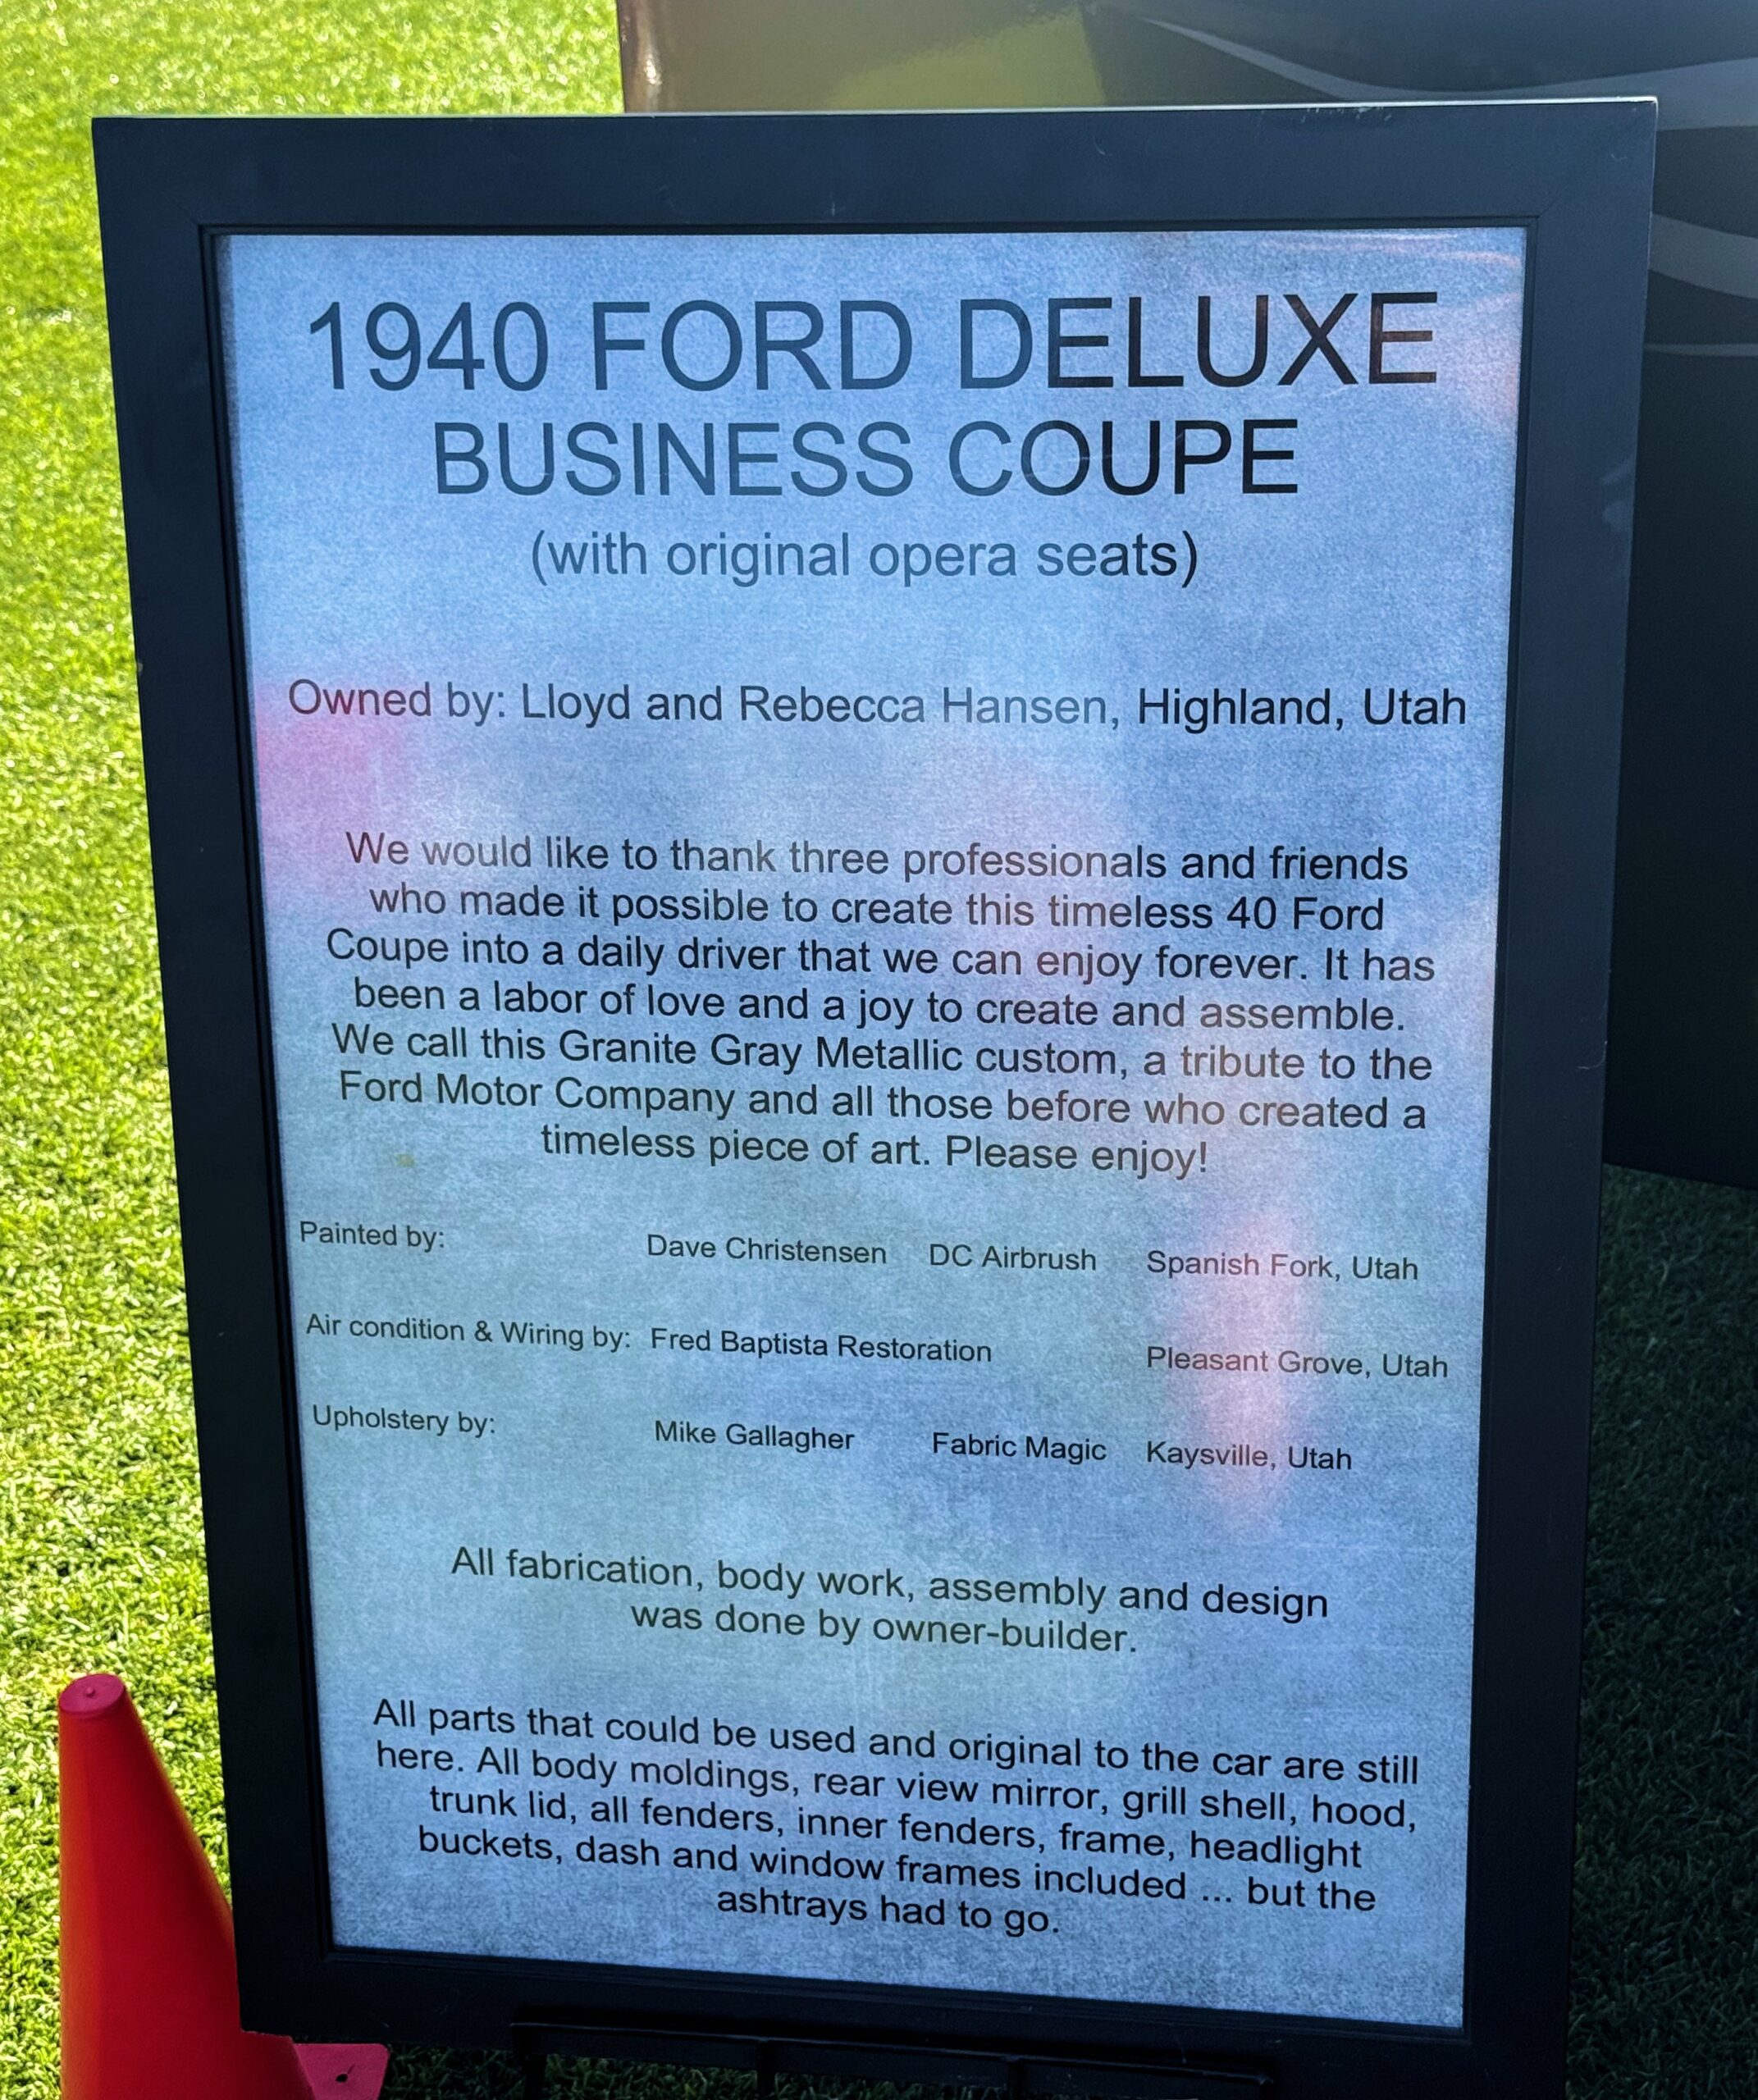 1940 FORD DELUXE
BUSINESS COUPE
(with original opera seats)
Owned by: Lloyd and Rebecca Hansen, Highland, Utah
We would like to thank three professionals and friends
who made it possible to create this timeless 40 Ford
Coupe into a daily driver that we can enjoy forever. It has
been a labor of love and a joy to create and assemble.
We call this Granite Gray Metallic custom, a tribute to the
Ford Motor Company and all those before who created a
timeless piece of art. Please enjoy!
Painted by: Dave Christensen DC Airbrush Spanish Fork, Utah
Air condition & Wiring by: Fred Baptista Restoration Pleasant Grove, Utah
Upholstery by: Mike Gallagher Fabric Magic Kaysville, Utah
All fabrication, body work, assembly and design
was done by owner-builder.
All parts that could be used and original to the car are still
here. All body moldings, rear view mirror, grill shell, hood,
trunk lid, all fenders, inner fenders, frame, headlight
buckets, dash and window frames included ... but the
ashtrays had to go.